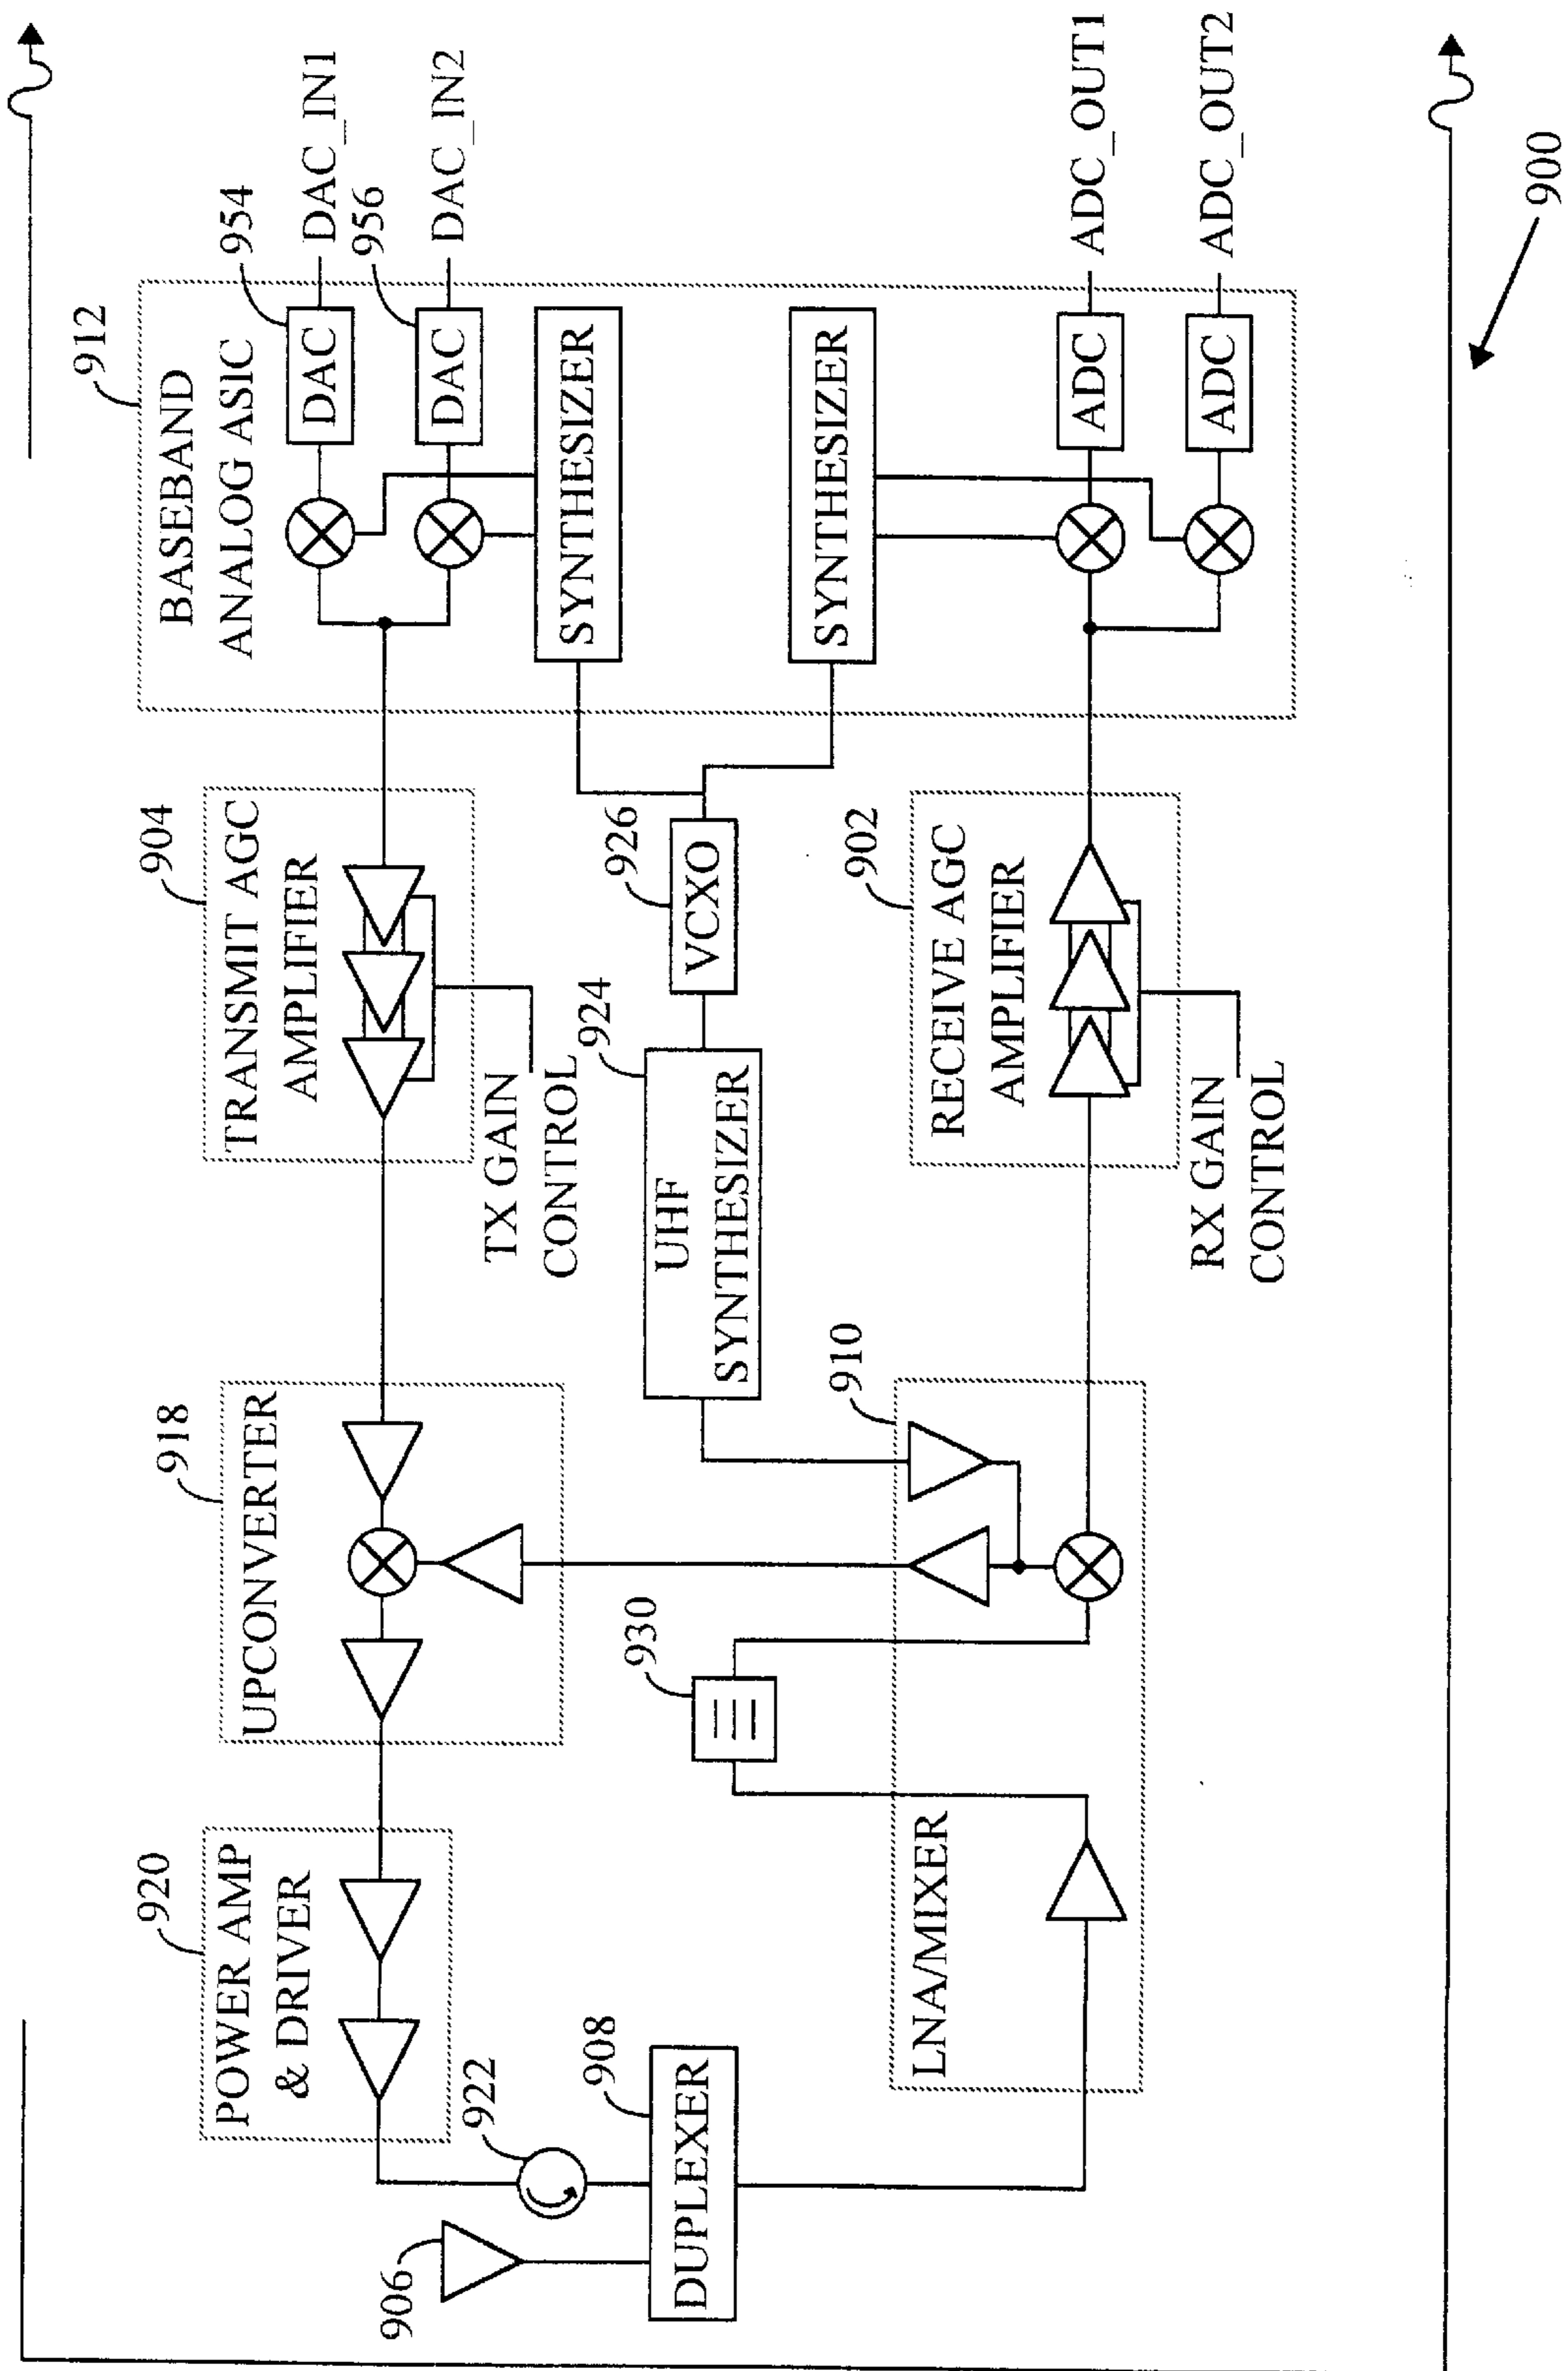 912
BASEBAND
ANALOG ASIC
954
DAC
DAC_IN1
956
DAC
DAC_IN2
SYNTHESIZER
SYNTHESIZER
ADC
ADC_OUT1
ADC
ADC_OUT2
904
TRANSMIT AGC
AMPLIFIER
TX GAIN
CONTROL
926
VCXO
924
UHF
SYNTHESIZER
902
RECEIVE AGC
AMPLIFIER
RX GAIN
CONTROL
918
UPCONVERTER
910
930
LNA/MIXER
920
POWER AMP
& DRIVER
922
908
DUPLEXER
906
900